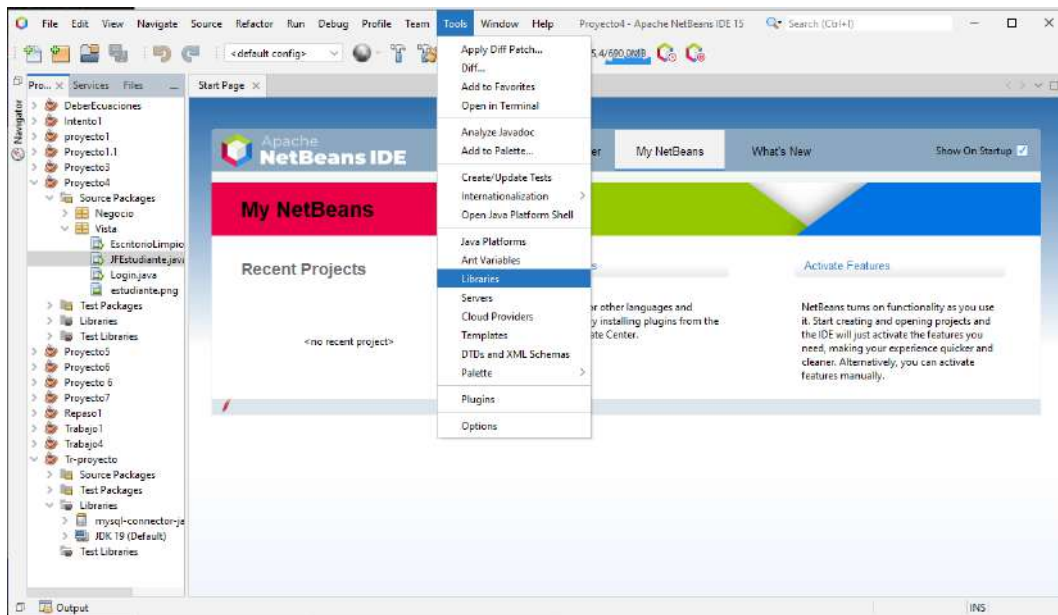 File Edit View Navigate Source Refactor Run Debug Profile Team Tools Window Help Proyecto4 - Apache NetBeans IDE 15 Search (Ctrl+I)
<default config> 5.4/690,0MB
Pro... Services Files Start Page
Navigator
DeberEcuaciones
Intento1
proyecto1
Proyecto1.1
Proyecto3
Proyecto4
Source Packages
Negocio
Vista
EscritorioLimpio
JFEstudiante.java
Login.java
estudiante.png
Test Packages
Libraries
Test Libraries
Proyecto5
Proyecto6
Proyecto 6
Proyecto7
Repaso1
Trabajo1
Trabajo4
Tr-proyecto
Source Packages
Test Packages
Libraries
mysql-connector-ja
JDK 19 (Default)
Test Libraries
Apply Diff Patch...
Diff...
Add to Favorites
Open in Terminal
Analyze Javadoc
Add to Palette...
Create/Update Tests
Internationalization
Open Java Platform Shell
Java Platforms
Ant Variables
Libraries
Servers
Cloud Providers
Templates
DTDs and XML Schemas
Palette
Plugins
Options
Apache
NetBeans IDE
er My NetBeans What's New Show On Startup
My NetBeans
Recent Projects
<no recent project>
s
or other languages and
y installing plugins from the
ate Center.
Activate Features
NetBeans turns on functionality as you use
it. Start creating and opening projects and
the IDE will just activate the features you
need, making your experience quicker and
cleaner. Alternatively, you can activate
features manually.
Output INS